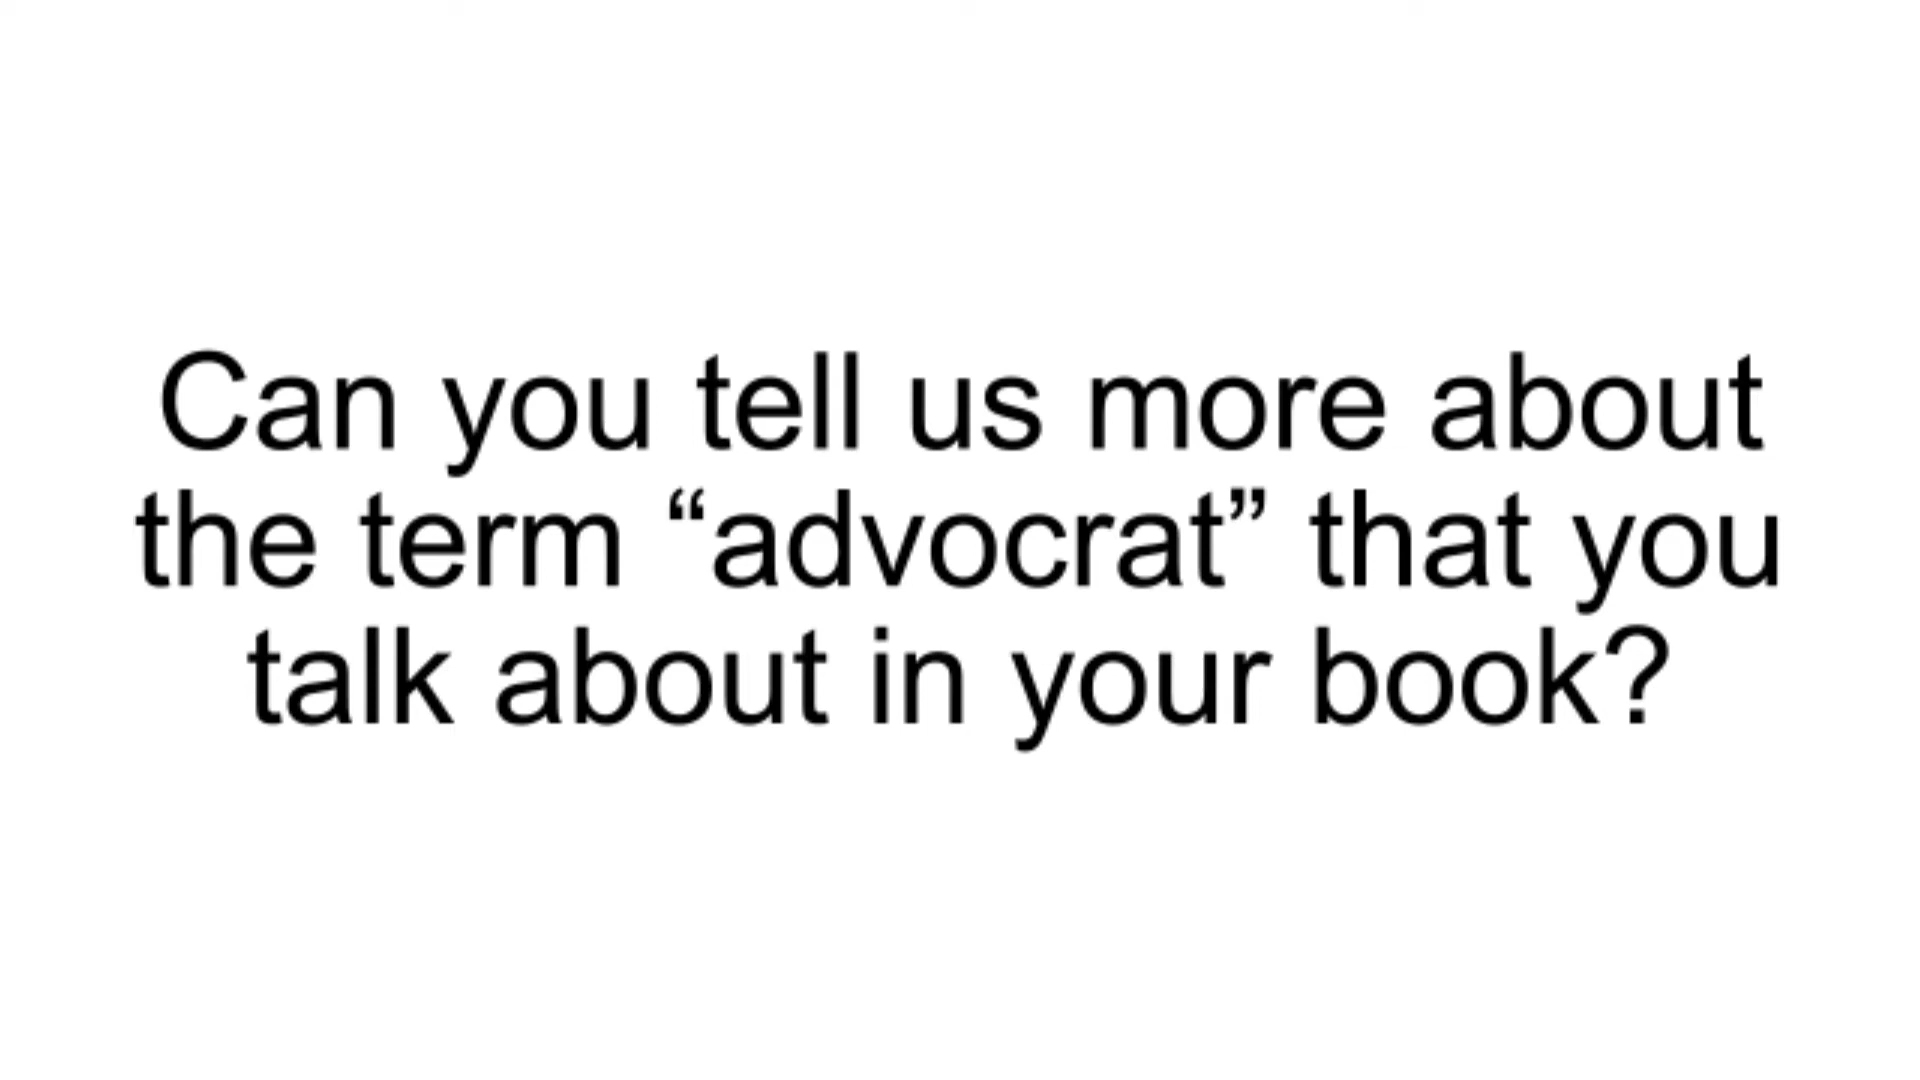 Can you tell us more about
the term “advocrat” that you
talk about in your book?